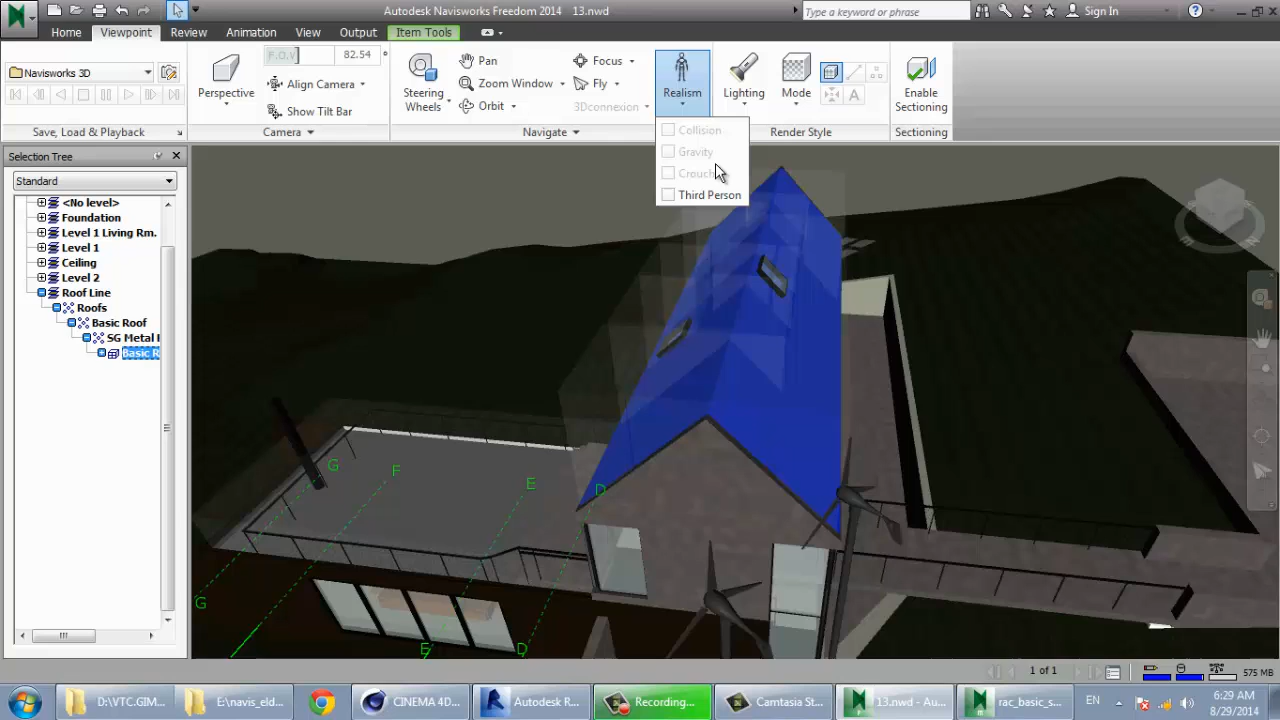 Autodesk Navisworks Freedom 2014    13.nwd
Type a keyword or phrase
Sign In
Home Viewpoint Review Animation View Output Item Tools
Navisworks 3D
Save, Load & Playback
Perspective
F.O.V. 82.54 °
Align Camera
Show Tilt Bar
Camera
Steering Wheels
Pan
Zoom Window
Orbit
Focus
Fly
3Dconnexion
Navigate
Realism
Collision
Gravity
Crouch
Third Person
Lighting
Mode
Render Style
A
Enable Sectioning
Sectioning
Selection Tree
Standard
<No level>
Foundation
Level 1 Living Rm.
Level 1
Ceiling
Level 2
Roof Line
Roofs
Basic Roof
SG Metal
Basic R
G
F
E
D
G
E
D
1 of 1
575 MB
D:\VTC.GIM...
E:\navis_eld...
CINEMA 4D...
Autodesk R...
Recording...
Camtasia St...
13.nwd - Au...
rac_basic_s...
EN
6:29 AM
8/29/2014